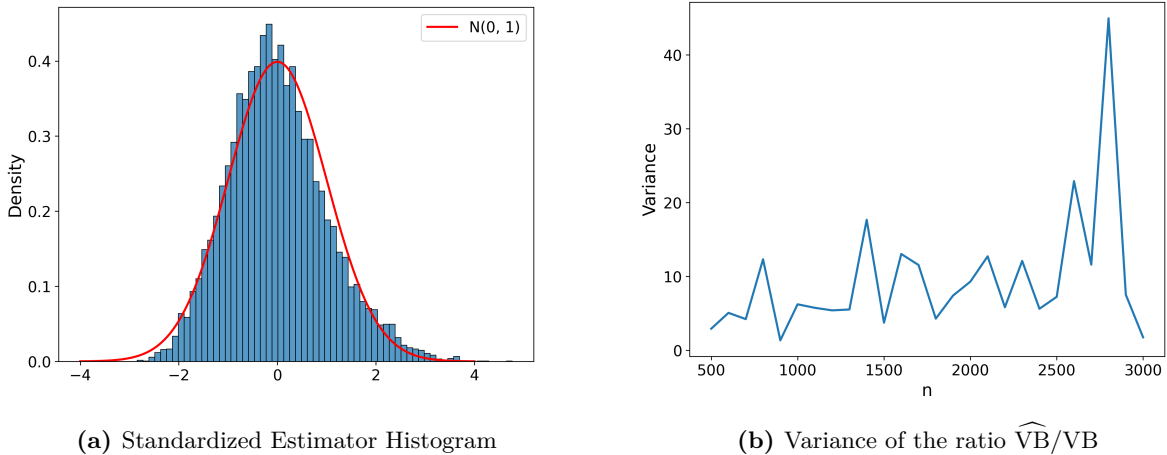 N(0, 1)
Density
0.4
0.3
0.2
0.1
0.0
−4 −2 0 2 4
(a) Standardized Estimator Histogram
Variance
40
30
20
10
0
500 1000 1500 2000 2500 3000
n
(b) Variance of the ratio \widehat{VB}/VB